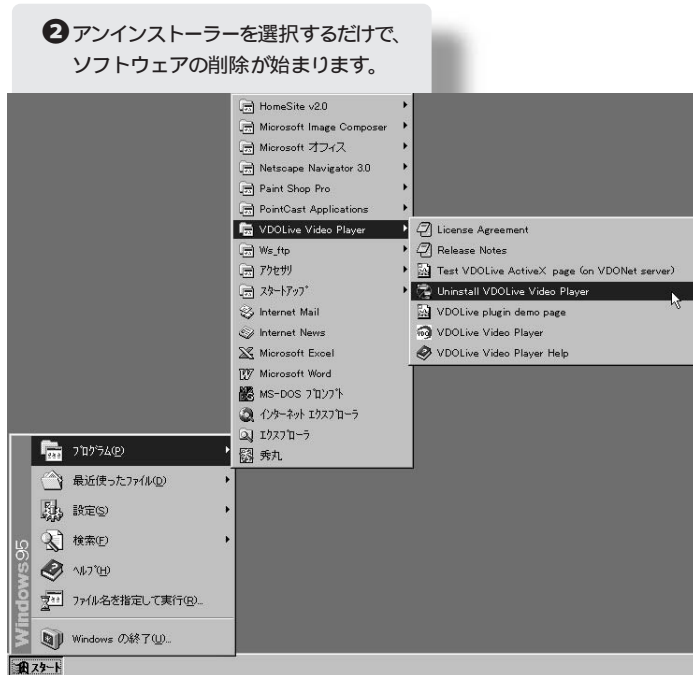 ❷アンインストーラーを選択するだけで、
ソフトウェアの削除が始まります。
HomeSite v2.0
Microsoft Image Composer
Microsoft オフィス
Netscape Navigator 3.0
Paint Shop Pro
PointCast Applications
VDOLive Video Player
Ws_ftp
アクセサリ
スタートアップ
Internet Mail
Internet News
Microsoft Excel
Microsoft Word
MS-DOS プロンプト
インターネット エクスプローラ
エクスプローラ
秀丸
License Agreement
Release Notes
Test VDOLive ActiveX page (on VDONet server)
Uninstall VDOLive Video Player
VDOLive plugin demo page
VDOLive Video Player
VDOLive Video Player Help
プログラム(P)
最近使ったファイル(D)
設定(S)
検索(F)
ヘルプ(H)
ファイル名を指定して実行(R)...
Windows の終了(U)...
Windows95
スタート